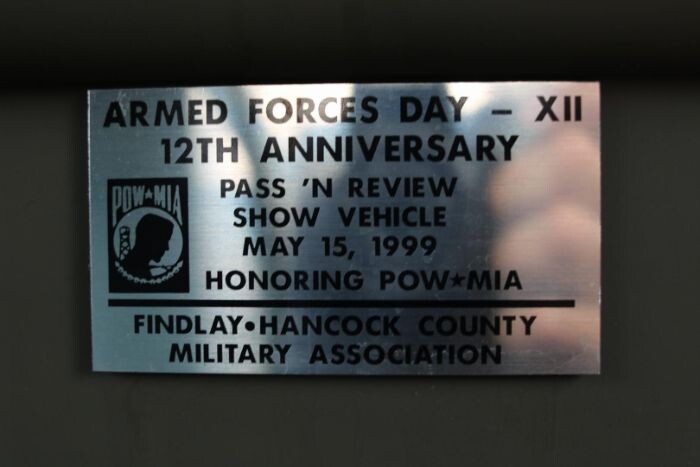 ARMED FORCES DAY – XII
12TH ANNIVERSARY
POW★MIA
PASS 'N REVIEW
SHOW VEHICLE
MAY 15, 1999
HONORING POW★MIA
FINDLAY•HANCOCK COUNTY
MILITARY ASSOCIATION